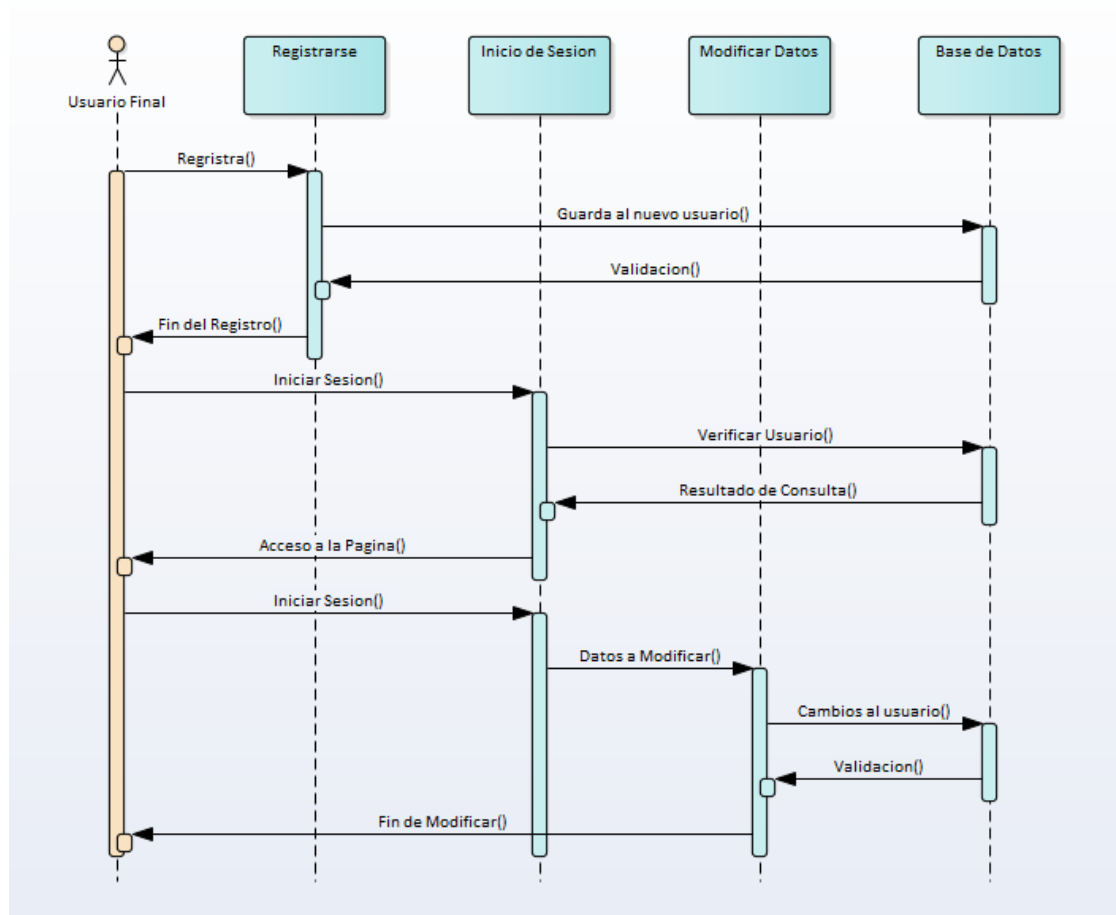 Usuario Final
Registrarse
Inicio de Sesion
Modificar Datos
Base de Datos
Regristra()
Guarda al nuevo usuario()
Validacion()
Fin del Registro()
Iniciar Sesion()
Verificar Usuario()
Resultado de Consulta()
Acceso a la Pagina()
Iniciar Sesion()
Datos a Modificar()
Cambios al usuario()
Validacion()
Fin de Modificar()